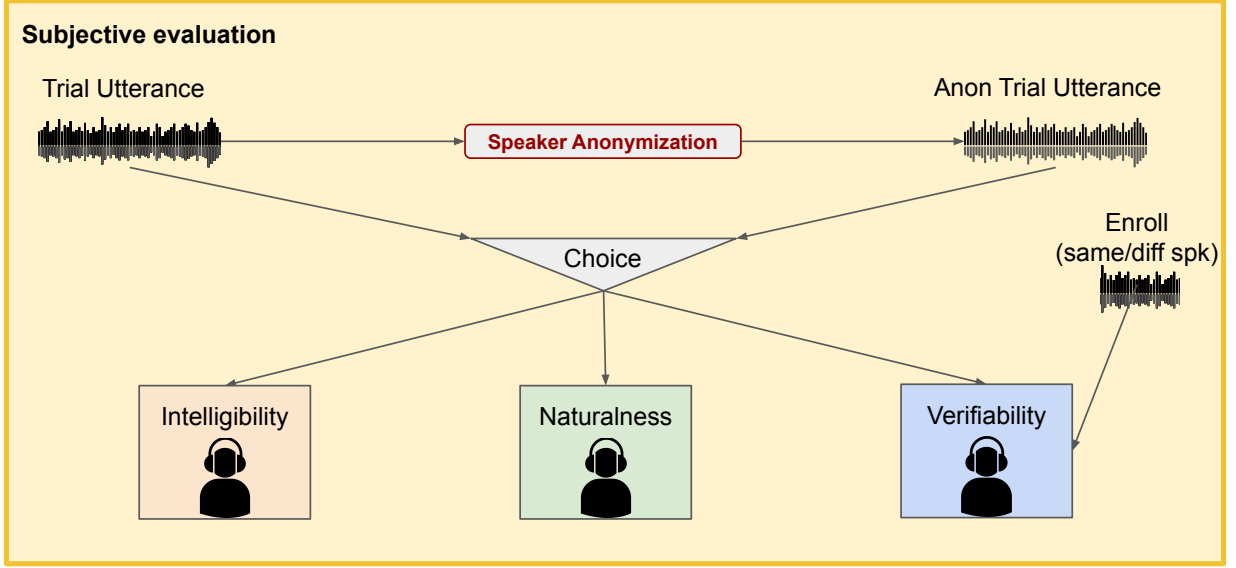 Subjective evaluation
Trial Utterance
Anon Trial Utterance
Speaker Anonymization
Enroll
(same/diff spk)
Choice
Intelligibility
Naturalness
Verifiability